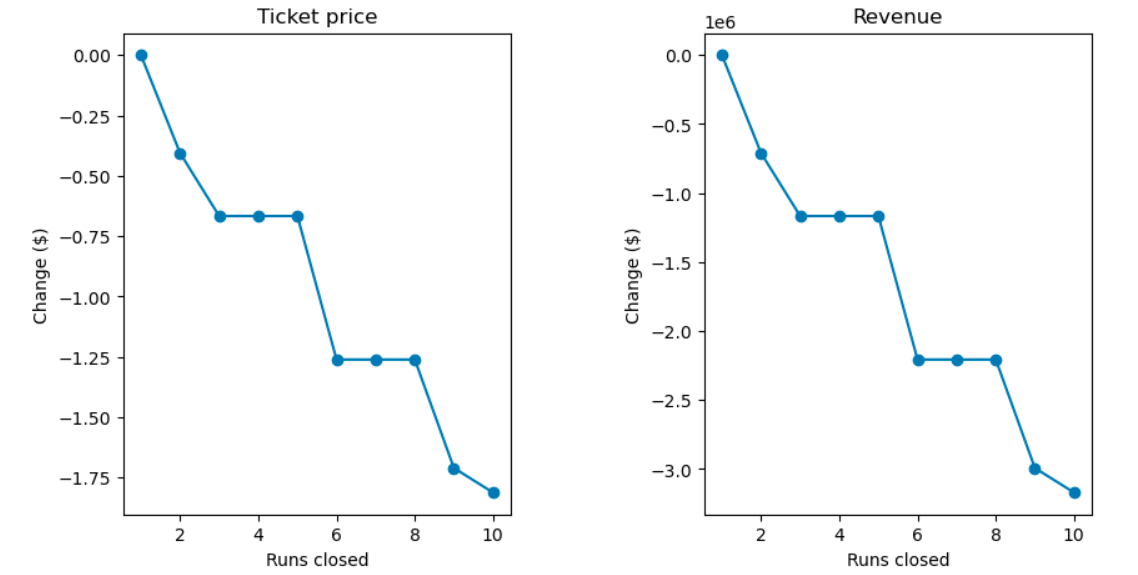 Ticket price
Change ($)
0.00
−0.25
−0.50
−0.75
−1.00
−1.25
−1.50
−1.75
2 4 6 8 10
Runs closed
Revenue
1e6
Change ($)
0.0
−0.5
−1.0
−1.5
−2.0
−2.5
−3.0
2 4 6 8 10
Runs closed